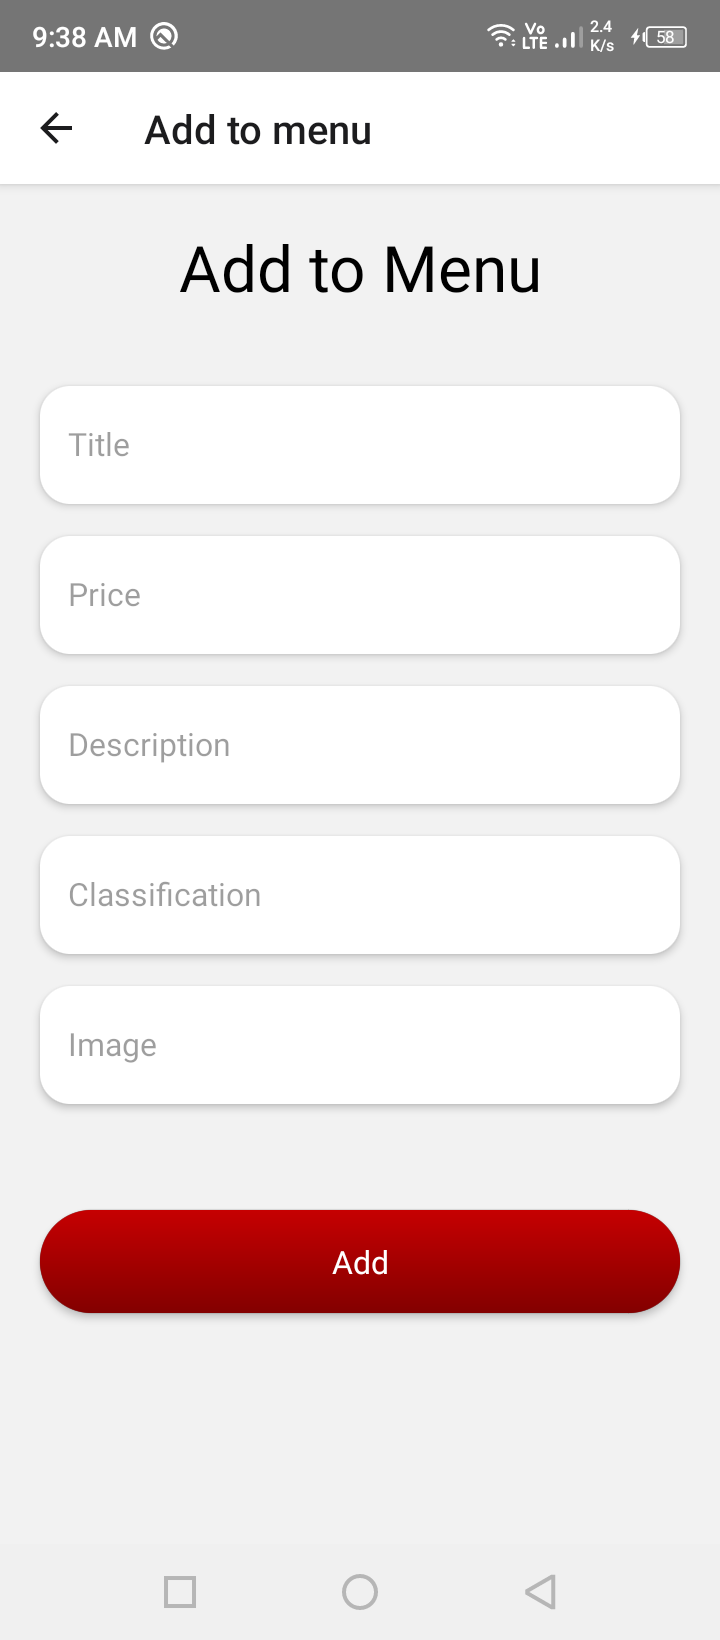 9:38 AM
Vo
LTE
2.4
K/s
58
Add to menu
Add to Menu
Title
Price
Description
Classification
Image
Add